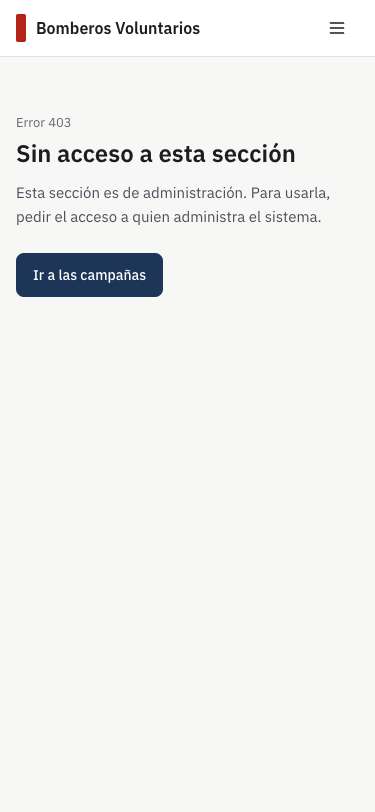 Bomberos Voluntarios
Error 403
Sin acceso a esta sección
Esta sección es de administración. Para usarla,
pedir el acceso a quien administra el sistema.
Ir a las campañas